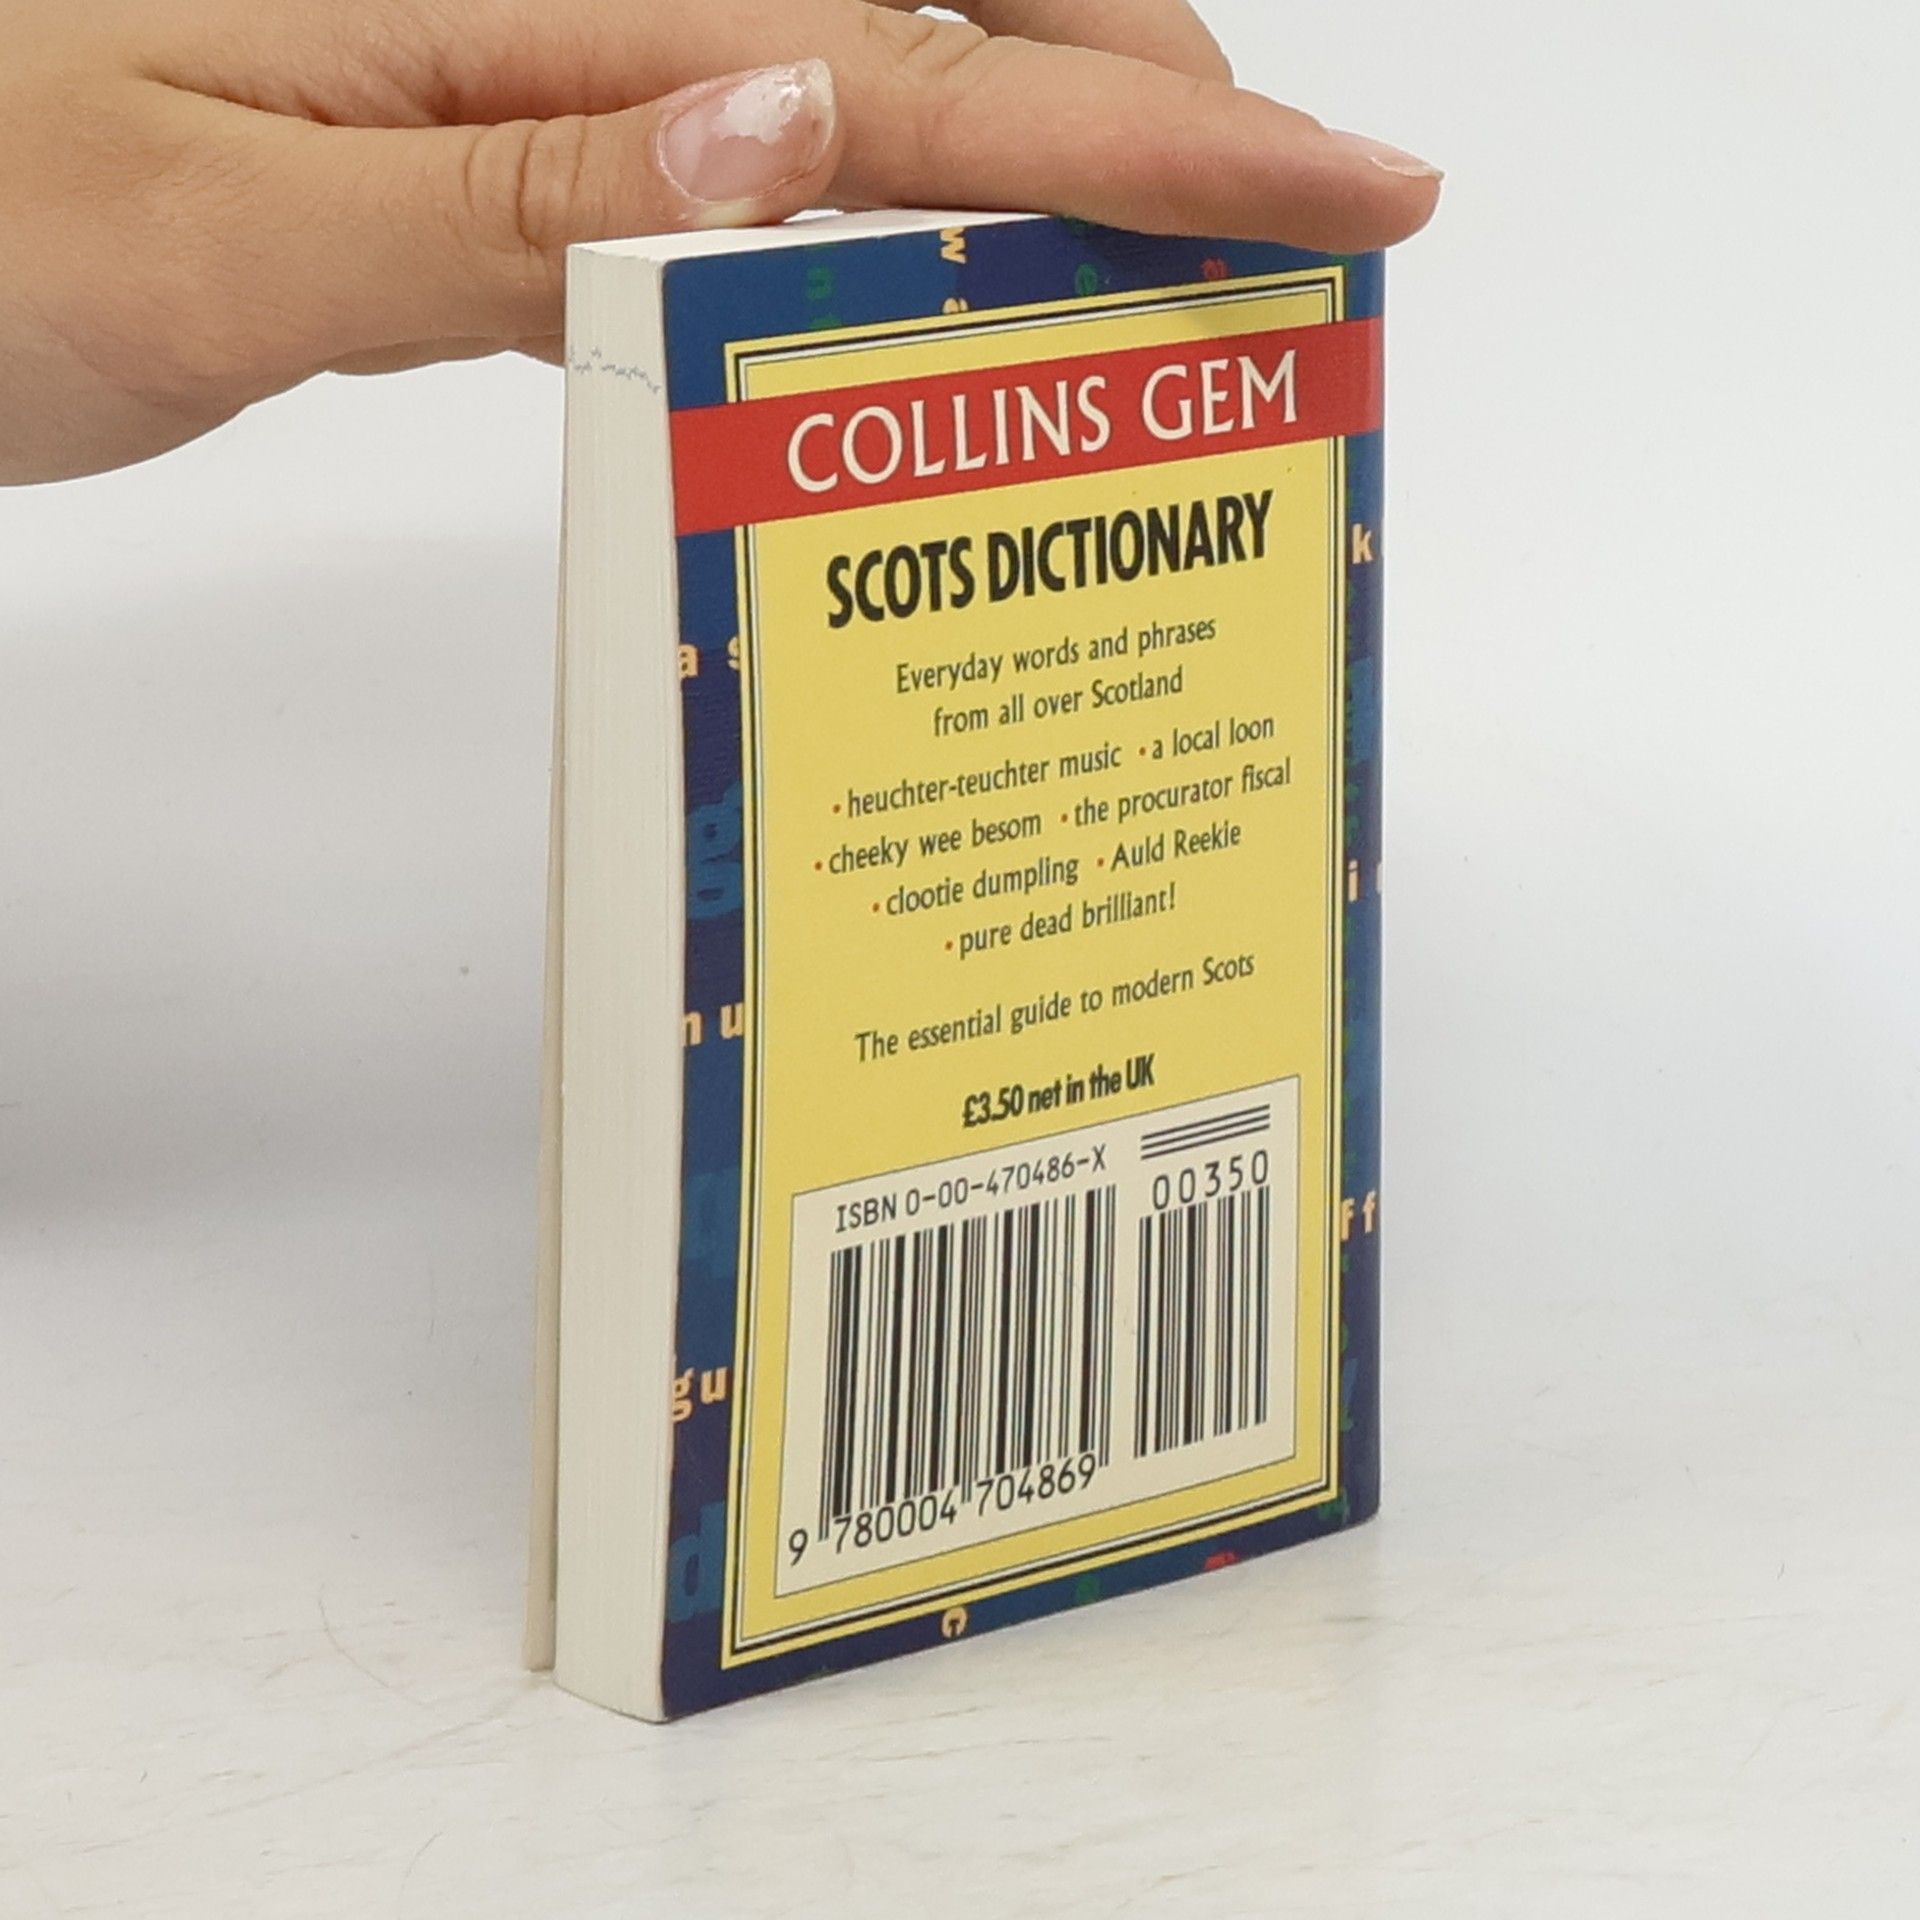 COLLINS GEM
SCOTS DICTIONARY
Everyday words and phrases
from all over Scotland
• heuchter-teuchter music • a local loon
• cheeky wee besom • the procurator fiscal
• clootie dumpling • Auld Reekie
• pure dead brilliant!
The essential guide to modern Scots
£3.50 net in the UK
ISBN 0-00-470486-X
00350
9 780004 704869